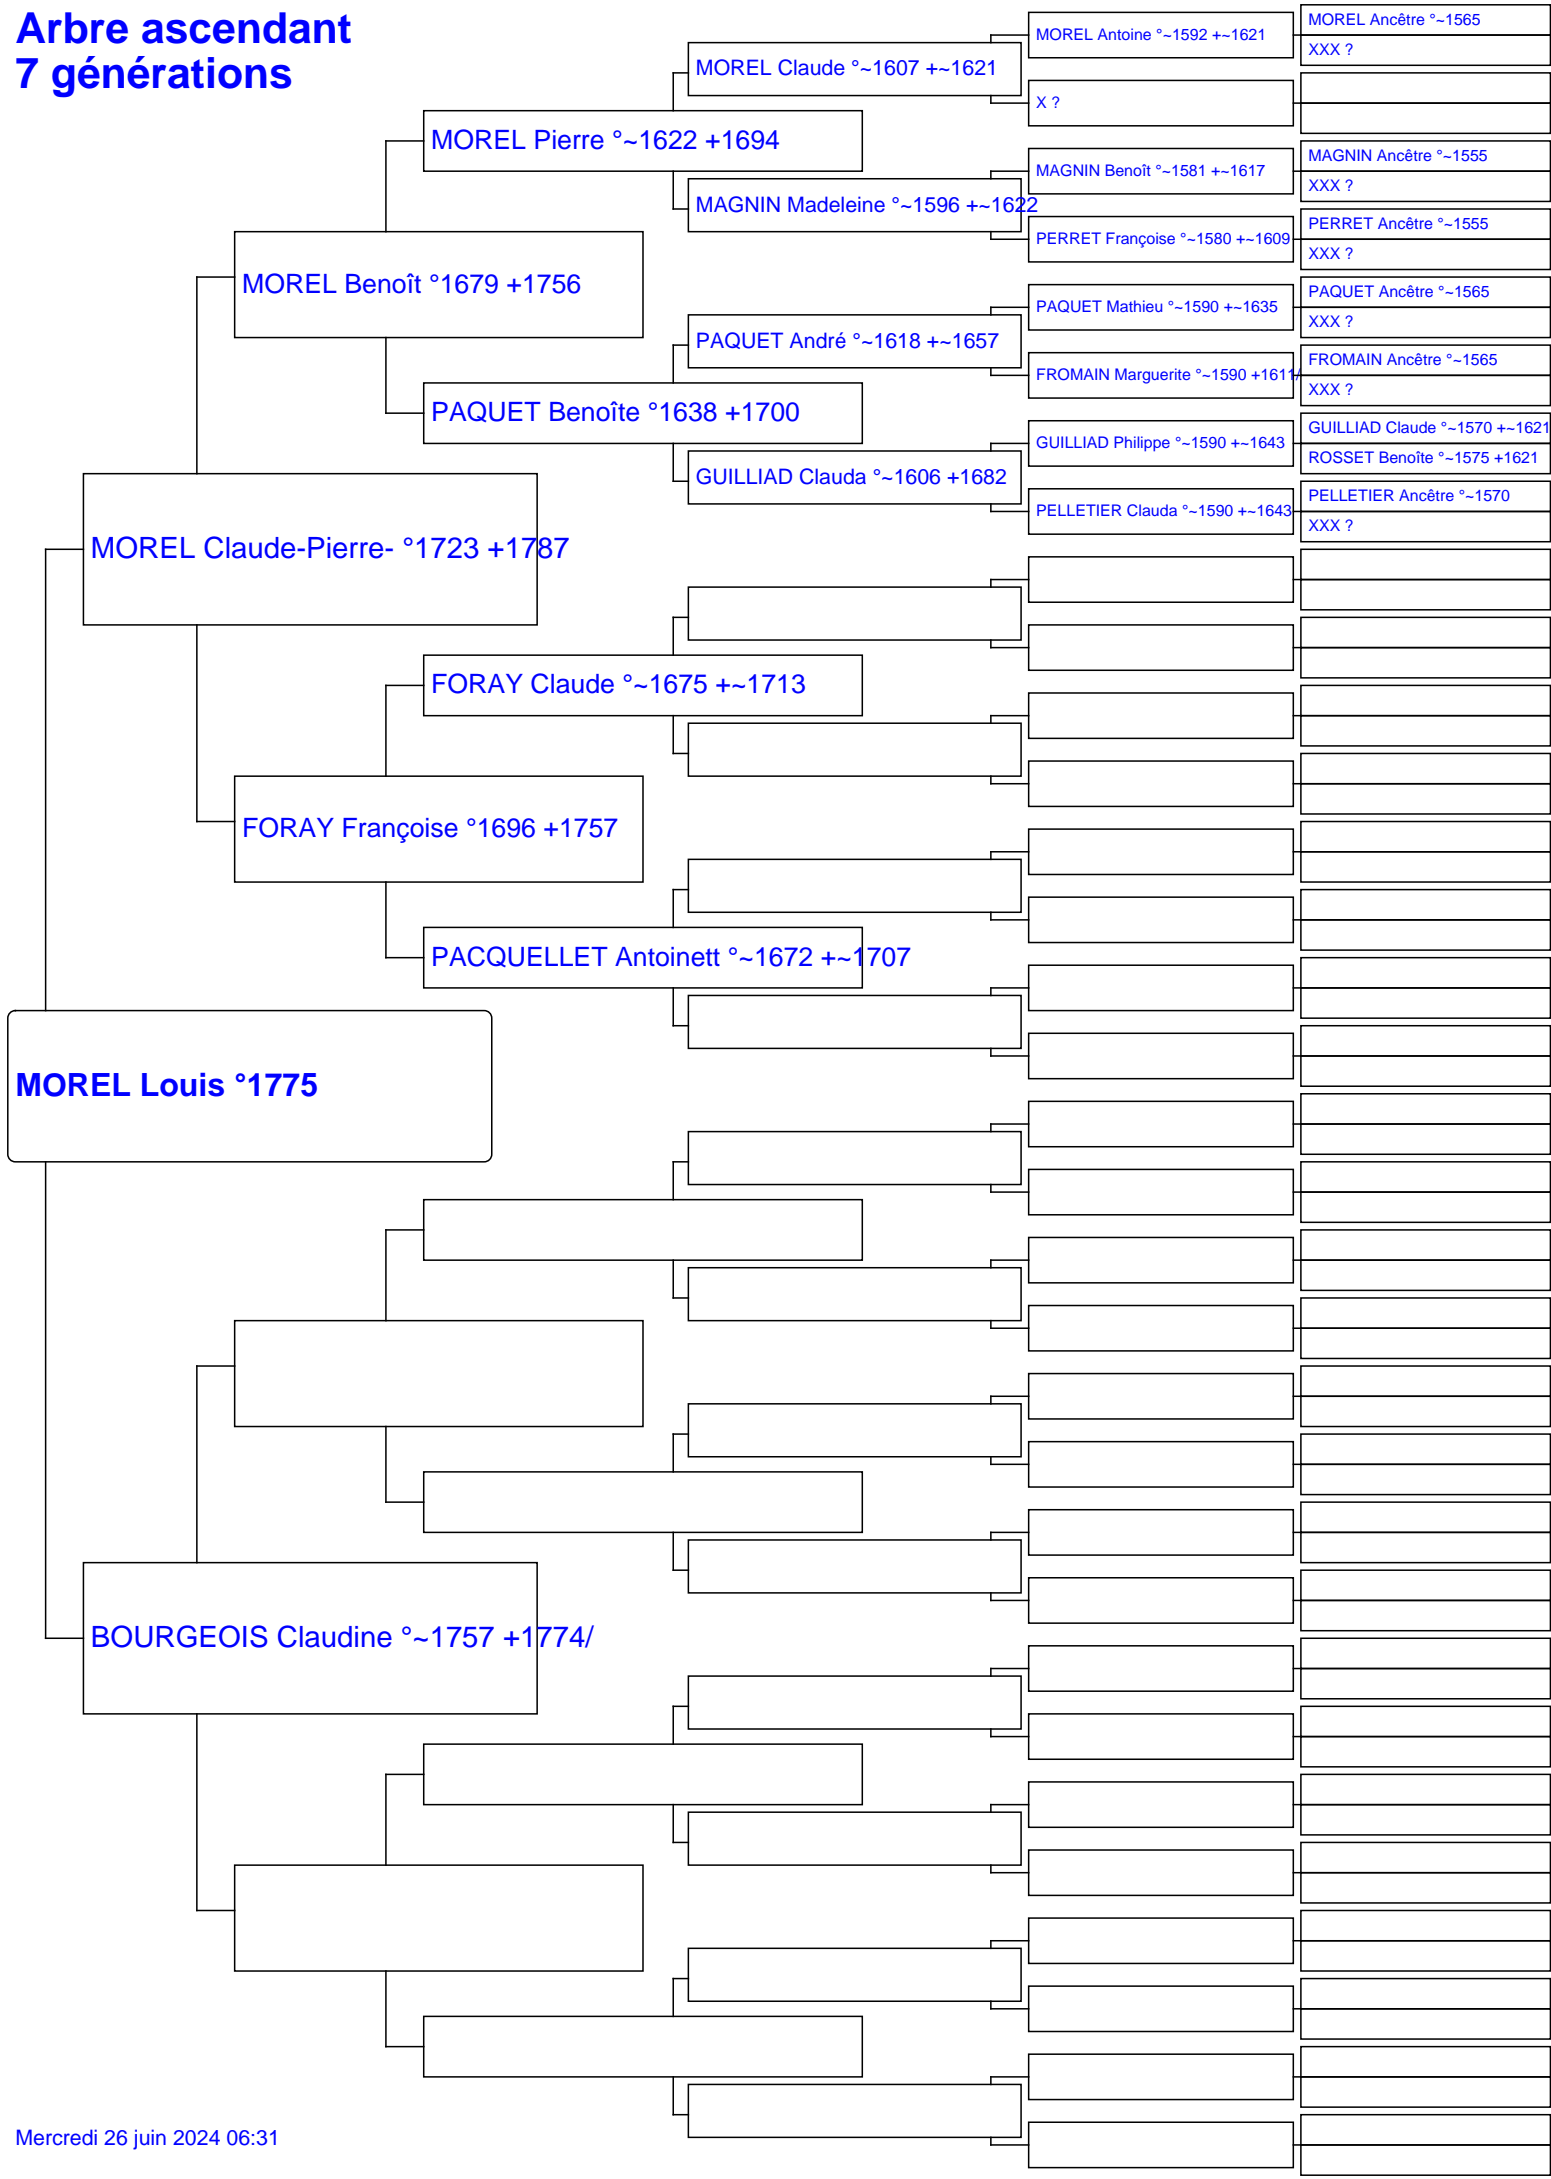 Arbre ascendant
7 générations
MOREL Ancêtre °~1565
MOREL Antoine °~1592 +~1621
XXX ?
MOREL Claude °~1607 +~1621
X ?
MOREL Pierre °~1622 +1694
MAGNIN Ancêtre °~1555
MAGNIN Benoît °~1581 +~1617
XXX ?
MAGNIN Madeleine °~1596 +~1622
PERRET Ancêtre °~1555
PERRET Françoise °~1580 +~1609
XXX ?
MOREL Benoît °1679 +1756
PAQUET Ancêtre °~1565
PAQUET Mathieu °~1590 +~1635
XXX ?
PAQUET André °~1618 +~1657
FROMAIN Ancêtre °~1565
FROMAIN Marguerite °~1590 +1611/
XXX ?
PAQUET Benoîte °1638 +1700
GUILLIAD Claude °~1570 +~1621
GUILLIAD Philippe °~1590 +~1643
ROSSET Benoîte °~1575 +1621
GUILLIAD Clauda °~1606 +1682
PELLETIER Ancêtre °~1570
PELLETIER Clauda °~1590 +~1643
XXX ?
MOREL Claude-Pierre- °1723 +1787
FORAY Claude °~1675 +~1713
FORAY Françoise °1696 +1757
PACQUELLET Antoinett °~1672 +~1707
MOREL Louis °1775
BOURGEOIS Claudine °~1757 +1774/
Mercredi 26 juin 2024 06:31